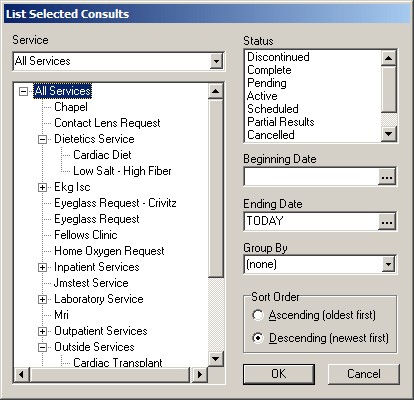 List Selected Consults
Service
All Services
All Services
Chapel
Contact Lens Request
Dietetics Service
Cardiac Diet
Low Salt - High Fiber
Ekg Isc
Eyeglass Request - Crivitz
Eyeglass Request
Fellows Clinic
Home Oxygen Request
Inpatient Services
Jmstest Service
Laboratory Service
Mri
Outpatient Services
Outside Services
Cardiac Transplant
Status
Discontinued
Complete
Pending
Active
Scheduled
Partial Results
Cancelled
Beginning Date
...
Ending Date
TODAY
...
Group By
(none)
Sort Order
Ascending (oldest first)
Descending (newest first)
OK
Cancel